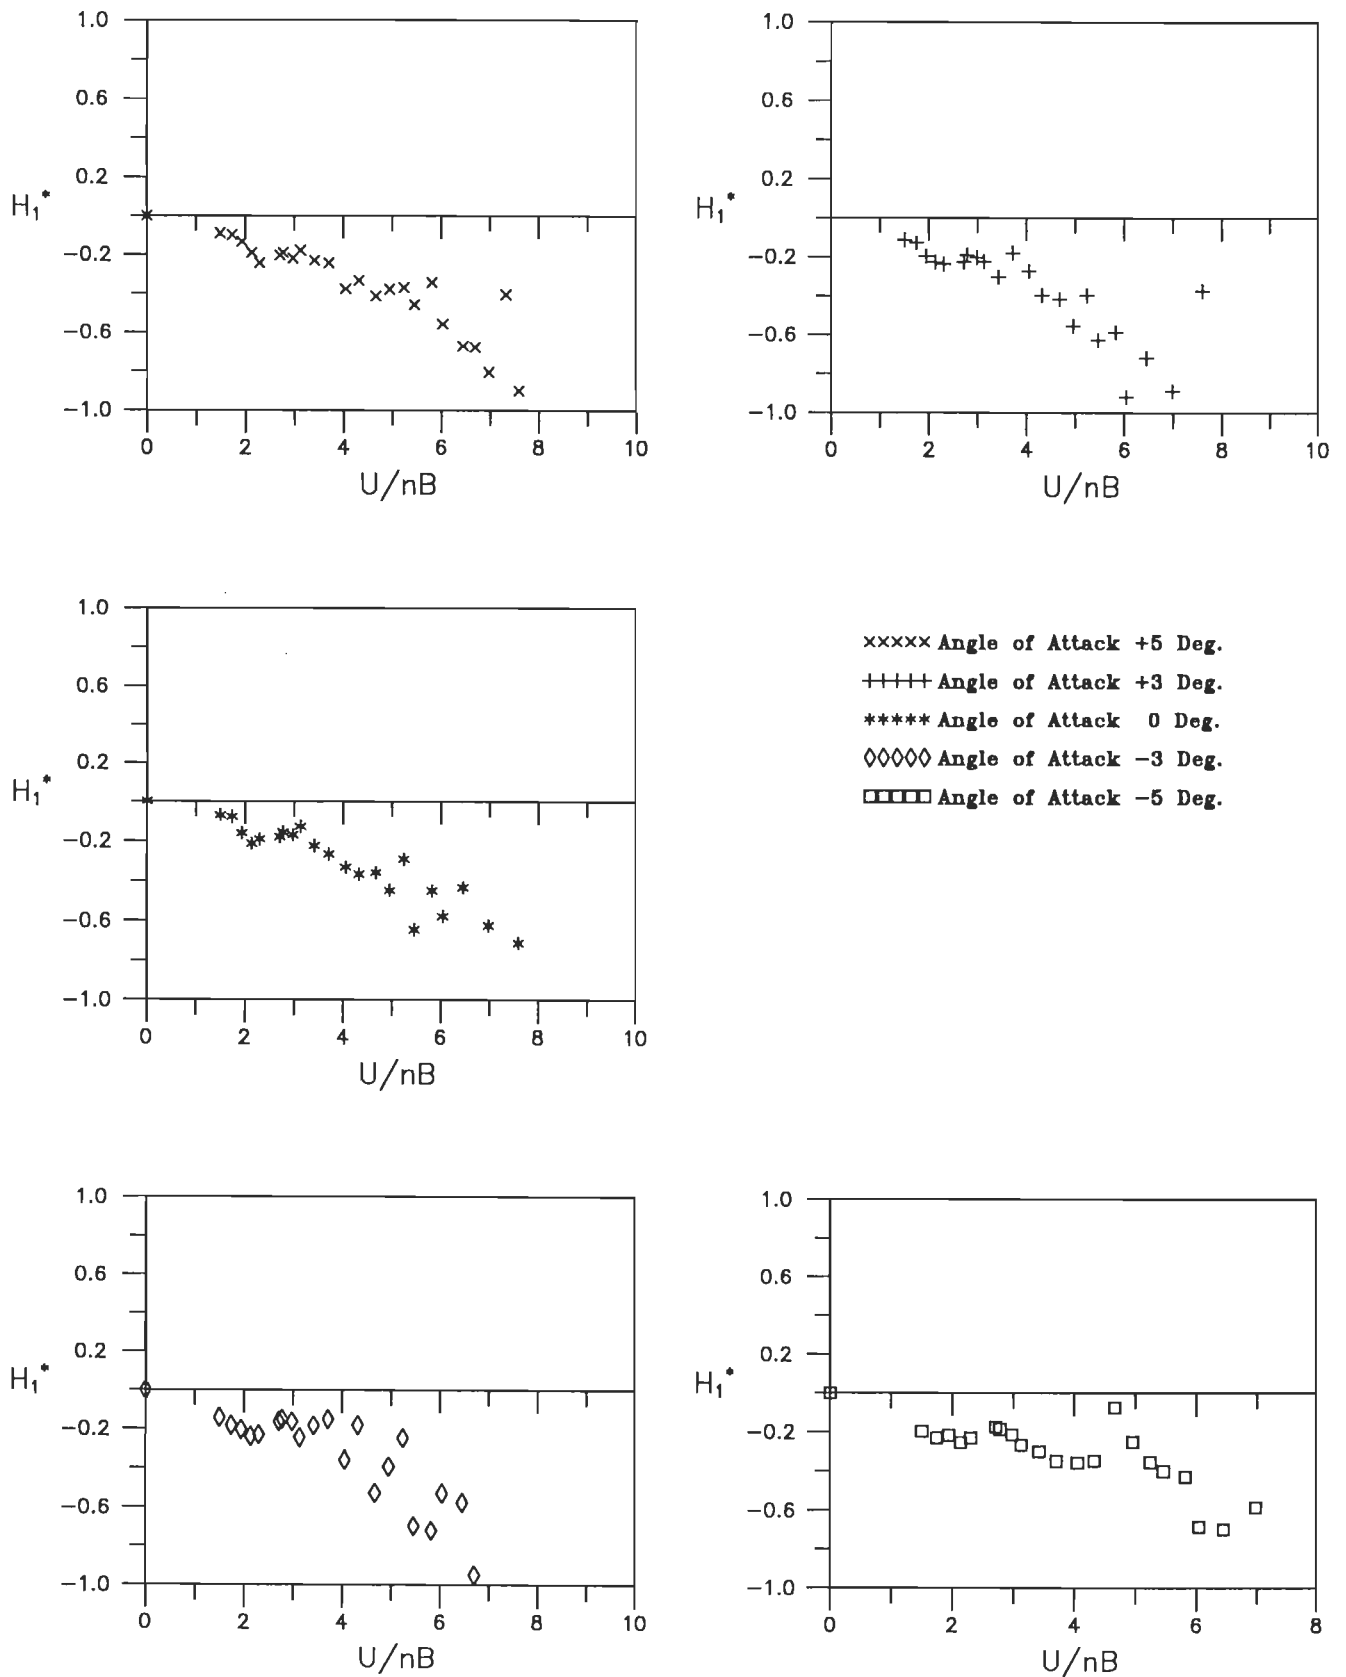 1.0
0.6
0.2
H₁*
−0.2
−0.6
−1.0
0 2 4 6 8 10
U/nB
1.0
0.6
0.2
H₁*
−0.2
−0.6
−1.0
0 2 4 6 8 10
U/nB
1.0
0.6
0.2
H₁*
−0.2
−0.6
−1.0
0 2 4 6 8 10
U/nB
Angle of Attack +5 Deg.
Angle of Attack +3 Deg.
Angle of Attack 0 Deg.
Angle of Attack −3 Deg.
Angle of Attack −5 Deg.
1.0
0.6
0.2
H₁*
−0.2
−0.6
−1.0
0 2 4 6 8 10
U/nB
1.0
0.6
0.2
H₁*
−0.2
−0.6
−1.0
0 2 4 6 8
U/nB